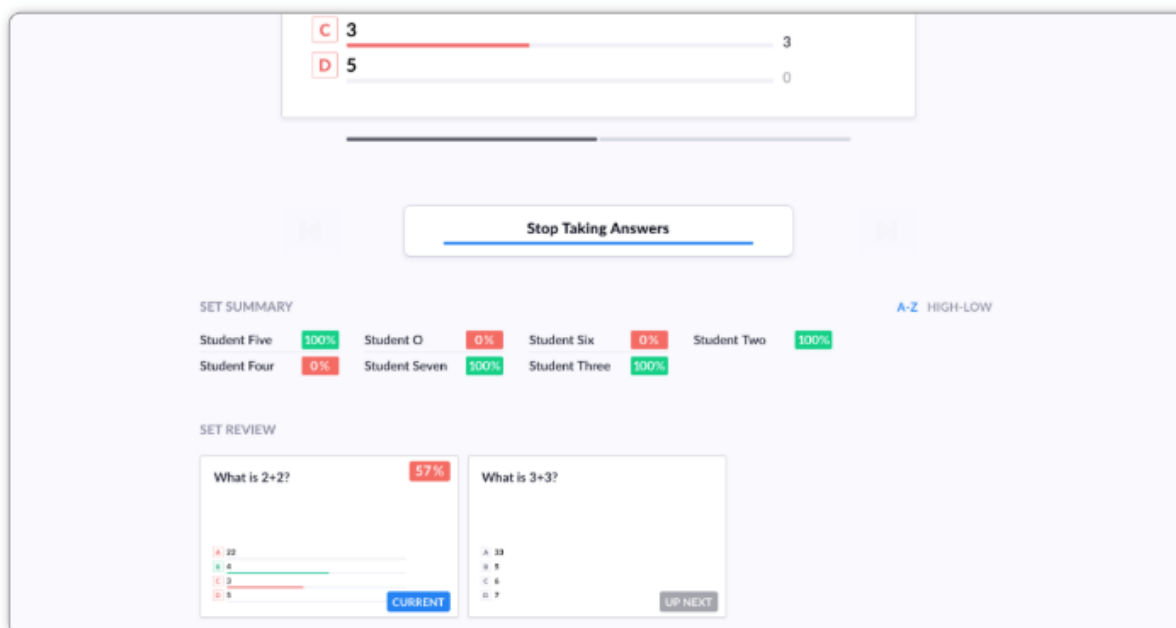 C 3 3
D 5 0
Stop Taking Answers
SET SUMMARY A-Z HIGH-LOW
Student Five 100% Student O 0% Student Six 0% Student Two 100%
Student Four 0% Student Seven 100% Student Three 100%
SET REVIEW
What is 2+2? 57%
A 22
B 4
C 3
D 5
CURRENT
What is 3+3?
A 33
B 5
C 6
D 7
UP NEXT